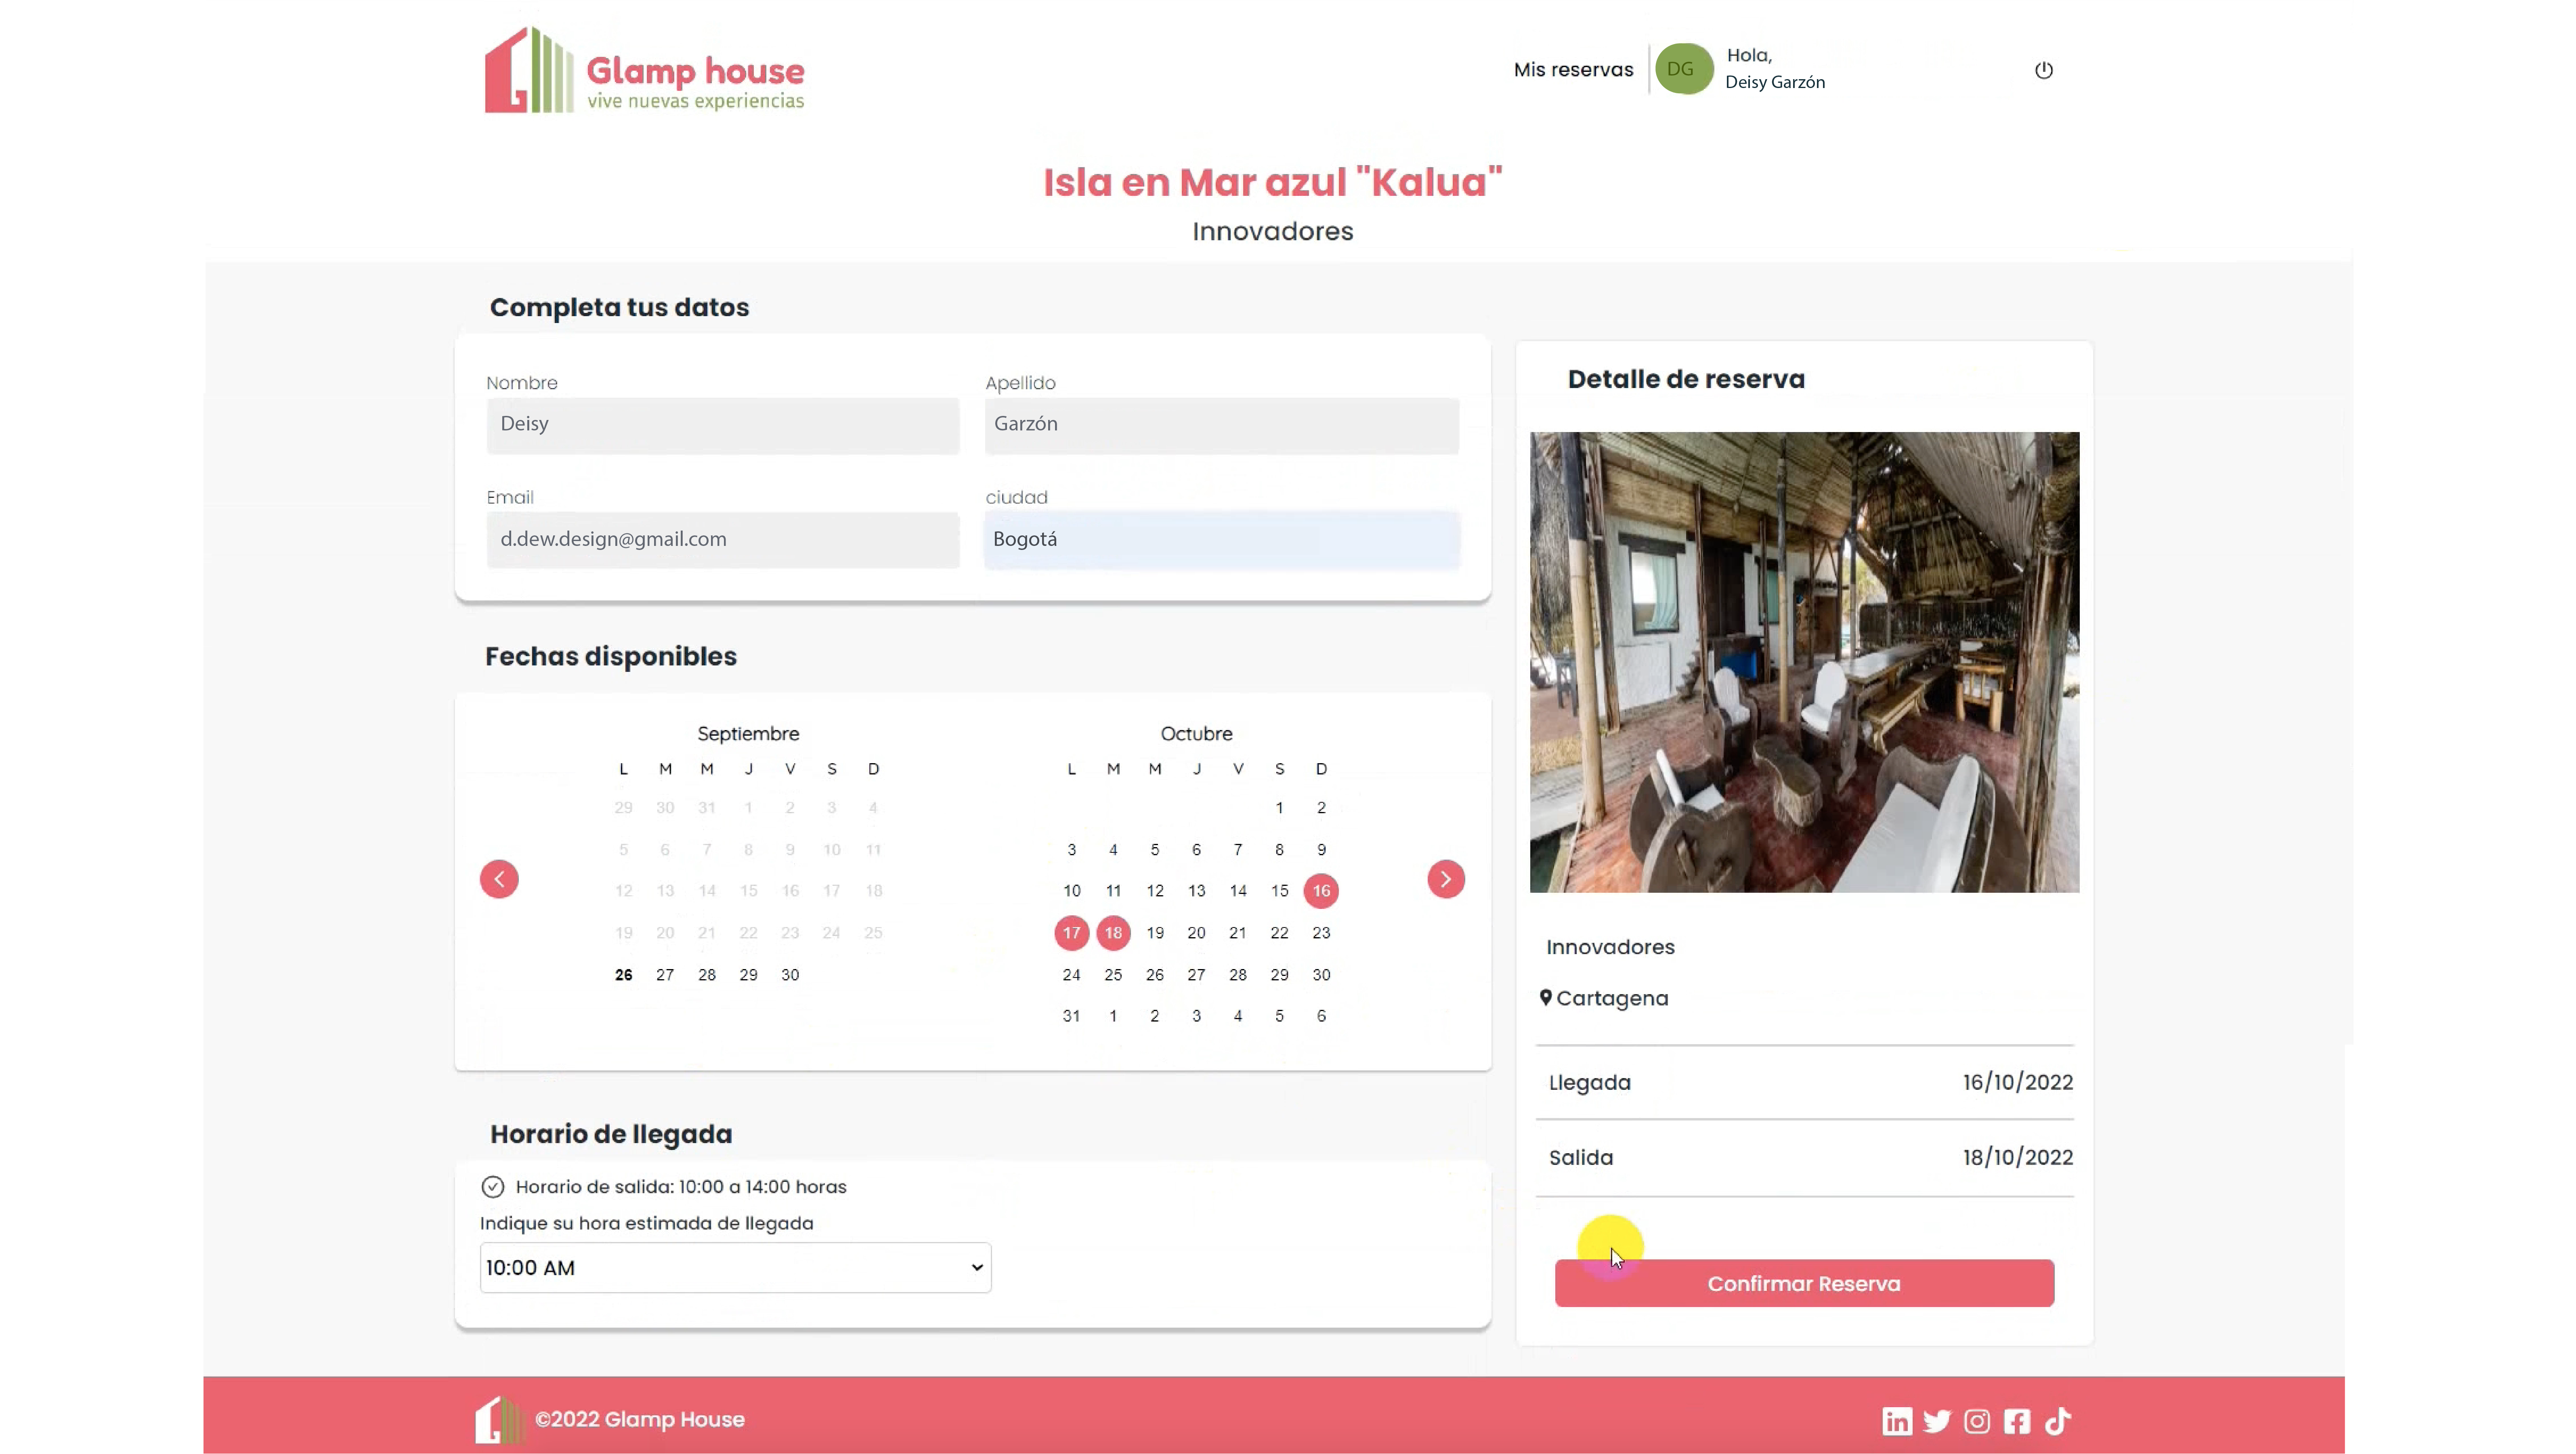 Glamp house
vive nuevas experiencias
Mis reservas
DG
Hola,
Deisy Garzón
Isla en Mar azul "Kalua"
Innovadores
Completa tus datos
Nombre
Apellido
Deisy
Garzón
Email
ciudad
d.dew.design@gmail.com
Bogotá
Fechas disponibles
Septiembre
L M M J V S D
29 30 31 1 2 3 4
5 6 7 8 9 10 11
12 13 14 15 16 17 18
19 20 21 22 23 24 25
26 27 28 29 30
Octubre
L M M J V S D
1 2
3 4 5 6 7 8 9
10 11 12 13 14 15 16
17 18 19 20 21 22 23
24 25 26 27 28 29 30
31 1 2 3 4 5 6
Horario de llegada
Horario de salida: 10:00 a 14:00 horas
Indique su hora estimada de llegada
10:00 AM
Detalle de reserva
Innovadores
Cartagena
Llegada 16/10/2022
Salida 18/10/2022
Confirmar Reserva
©2022 Glamp House